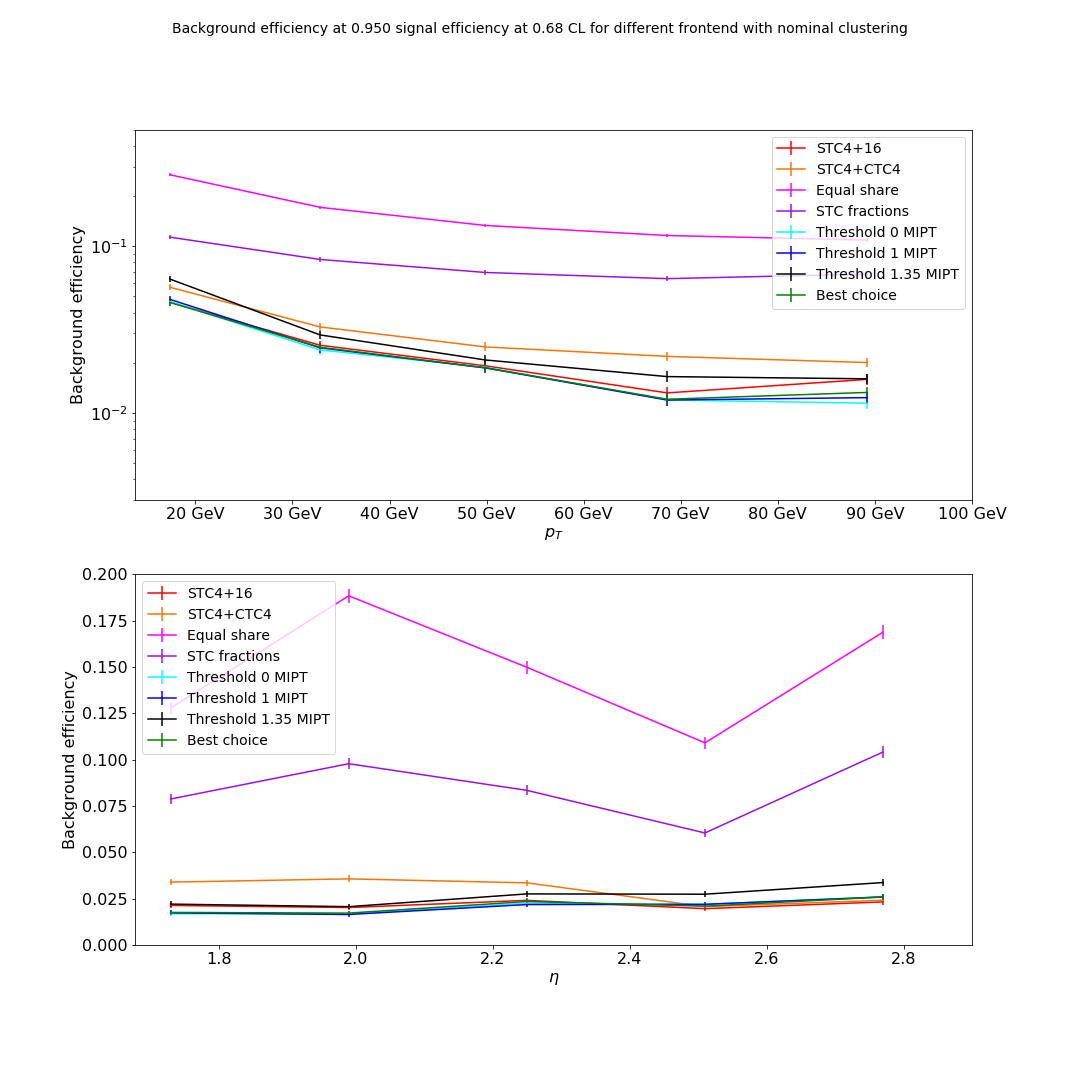 Background efficiency at 0.950 signal efficiency at 0.68 CL for different frontend with nominal clustering
Background efficiency
10⁻¹
10⁻²
STC4+16
STC4+CTC4
Equal share
STC fractions
Threshold 0 MIPT
Threshold 1 MIPT
Threshold 1.35 MIPT
Best choice
20 GeV 30 GeV 40 GeV 50 GeV 60 GeV 70 GeV 80 GeV 90 GeV 100 GeV
p_T
Background efficiency
0.200
0.175
0.150
0.125
0.100
0.075
0.050
0.025
0.000
STC4+16
STC4+CTC4
Equal share
STC fractions
Threshold 0 MIPT
Threshold 1 MIPT
Threshold 1.35 MIPT
Best choice
1.8 2.0 2.2 2.4 2.6 2.8
η